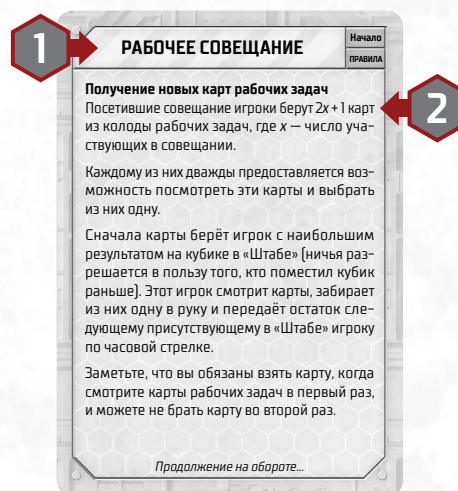 1
РАБОЧЕЕ СОВЕЩАНИЕ
Начало
ПРАВИЛА
2
Получение новых карт рабочих задач
Посетившие совещание игроки берут 2x + 1 карт
из колоды рабочих задач, где x — число уча-
ствующих в совещании.
Каждому из них дважды предоставляется воз-
можность посмотреть эти карты и выбрать
из них одну.
Сначала карты берёт игрок с наибольшим
результатом на кубике в «Штабе» (ничья раз-
решается в пользу того, кто поместил кубик
раньше). Этот игрок смотрит карты, забирает
из них одну в руку и передаёт остаток сле-
дующему присутствующему в «Штабе» игроку
по часовой стрелке.
Заметьте, что вы обязаны взять карту, когда
смотрите карты рабочих задач в первый раз,
и можете не брать карту во второй раз.
Продолжение на обороте...